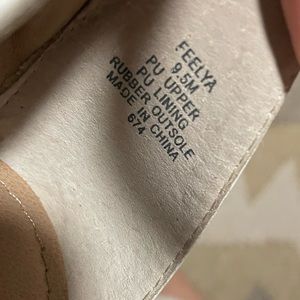 FEELYA
9.5M
PU UPPER
PU LINING
RUBBER OUTSOLE
MADE IN CHINA
674